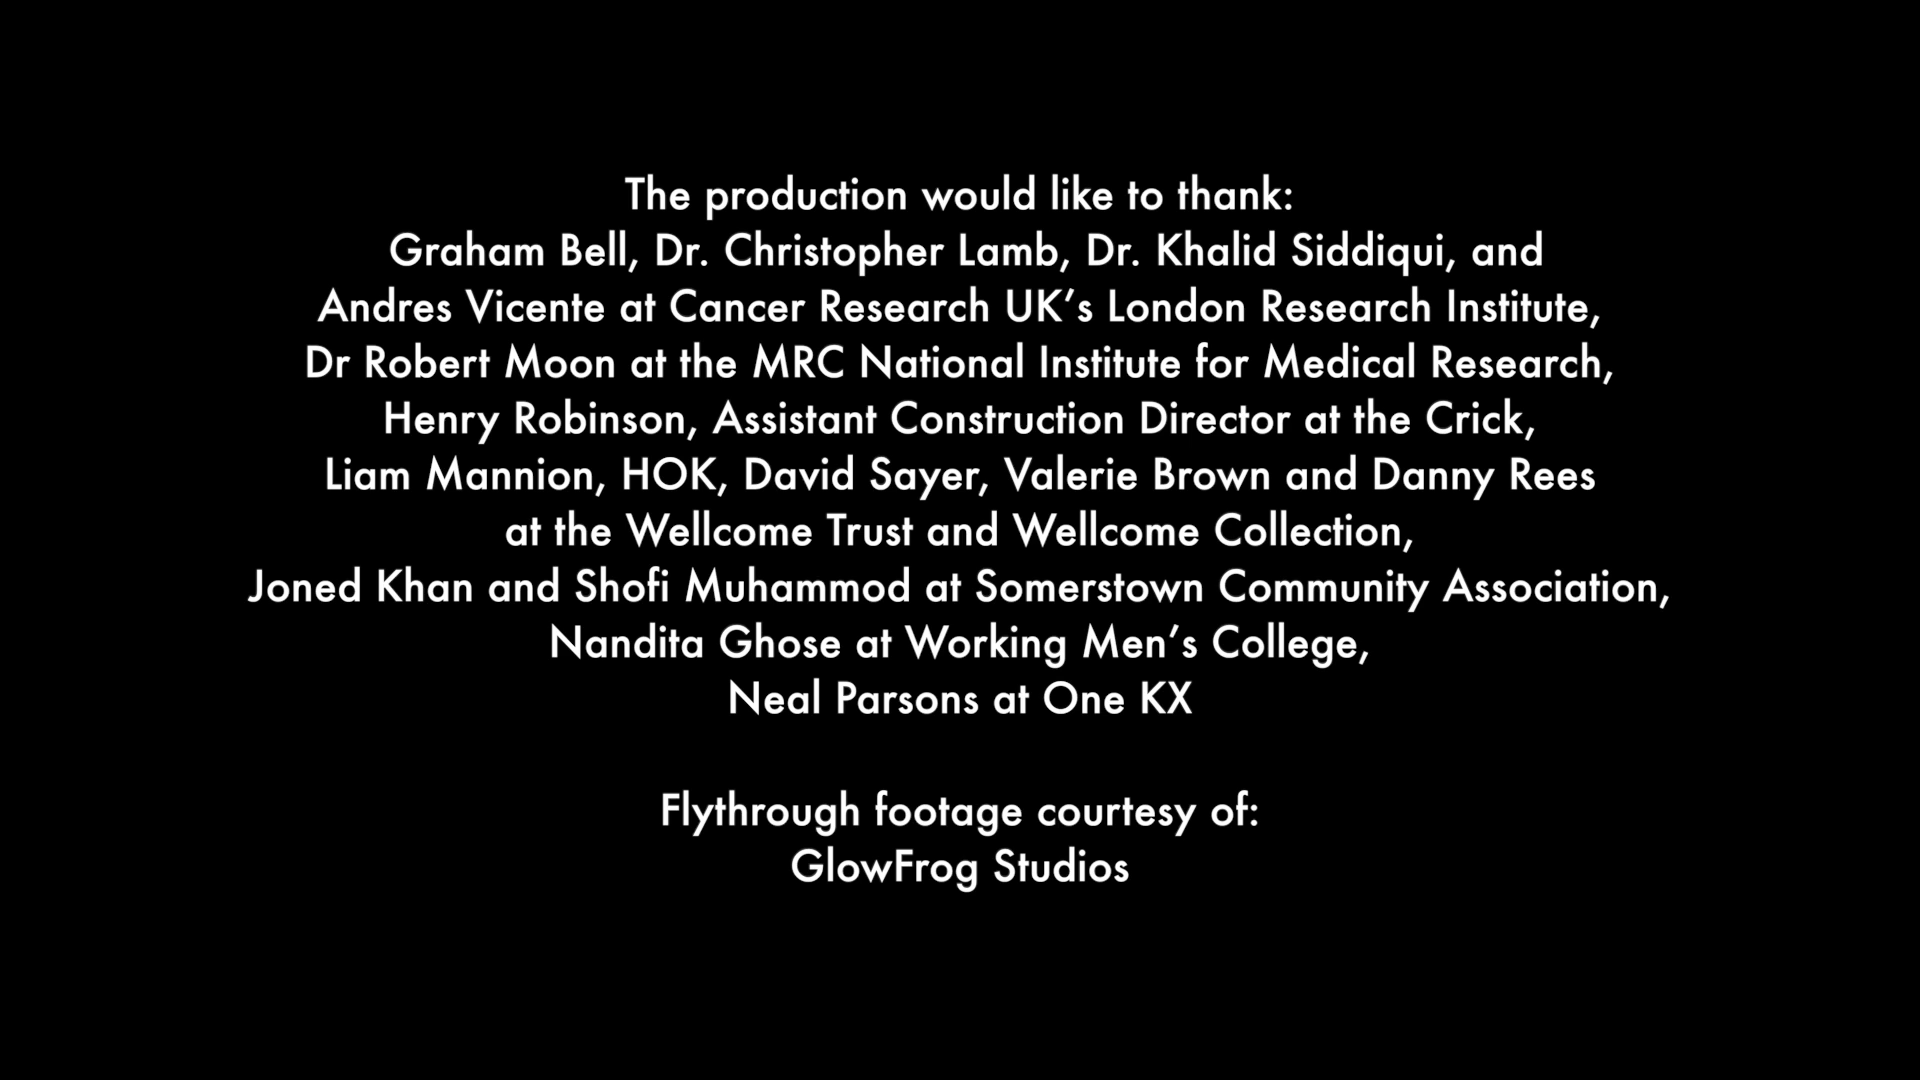 The production would like to thank:
Graham Bell, Dr. Christopher Lamb, Dr. Khalid Siddiqui, and
Andres Vicente at Cancer Research UK’s London Research Institute,
Dr Robert Moon at the MRC National Institute for Medical Research,
Henry Robinson, Assistant Construction Director at the Crick,
Liam Mannion, HOK, David Sayer, Valerie Brown and Danny Rees
at the Wellcome Trust and Wellcome Collection,
Joned Khan and Shofi Muhammod at Somerstown Community Association,
Nandita Ghose at Working Men’s College,
Neal Parsons at One KX
Flythrough footage courtesy of:
GlowFrog Studios